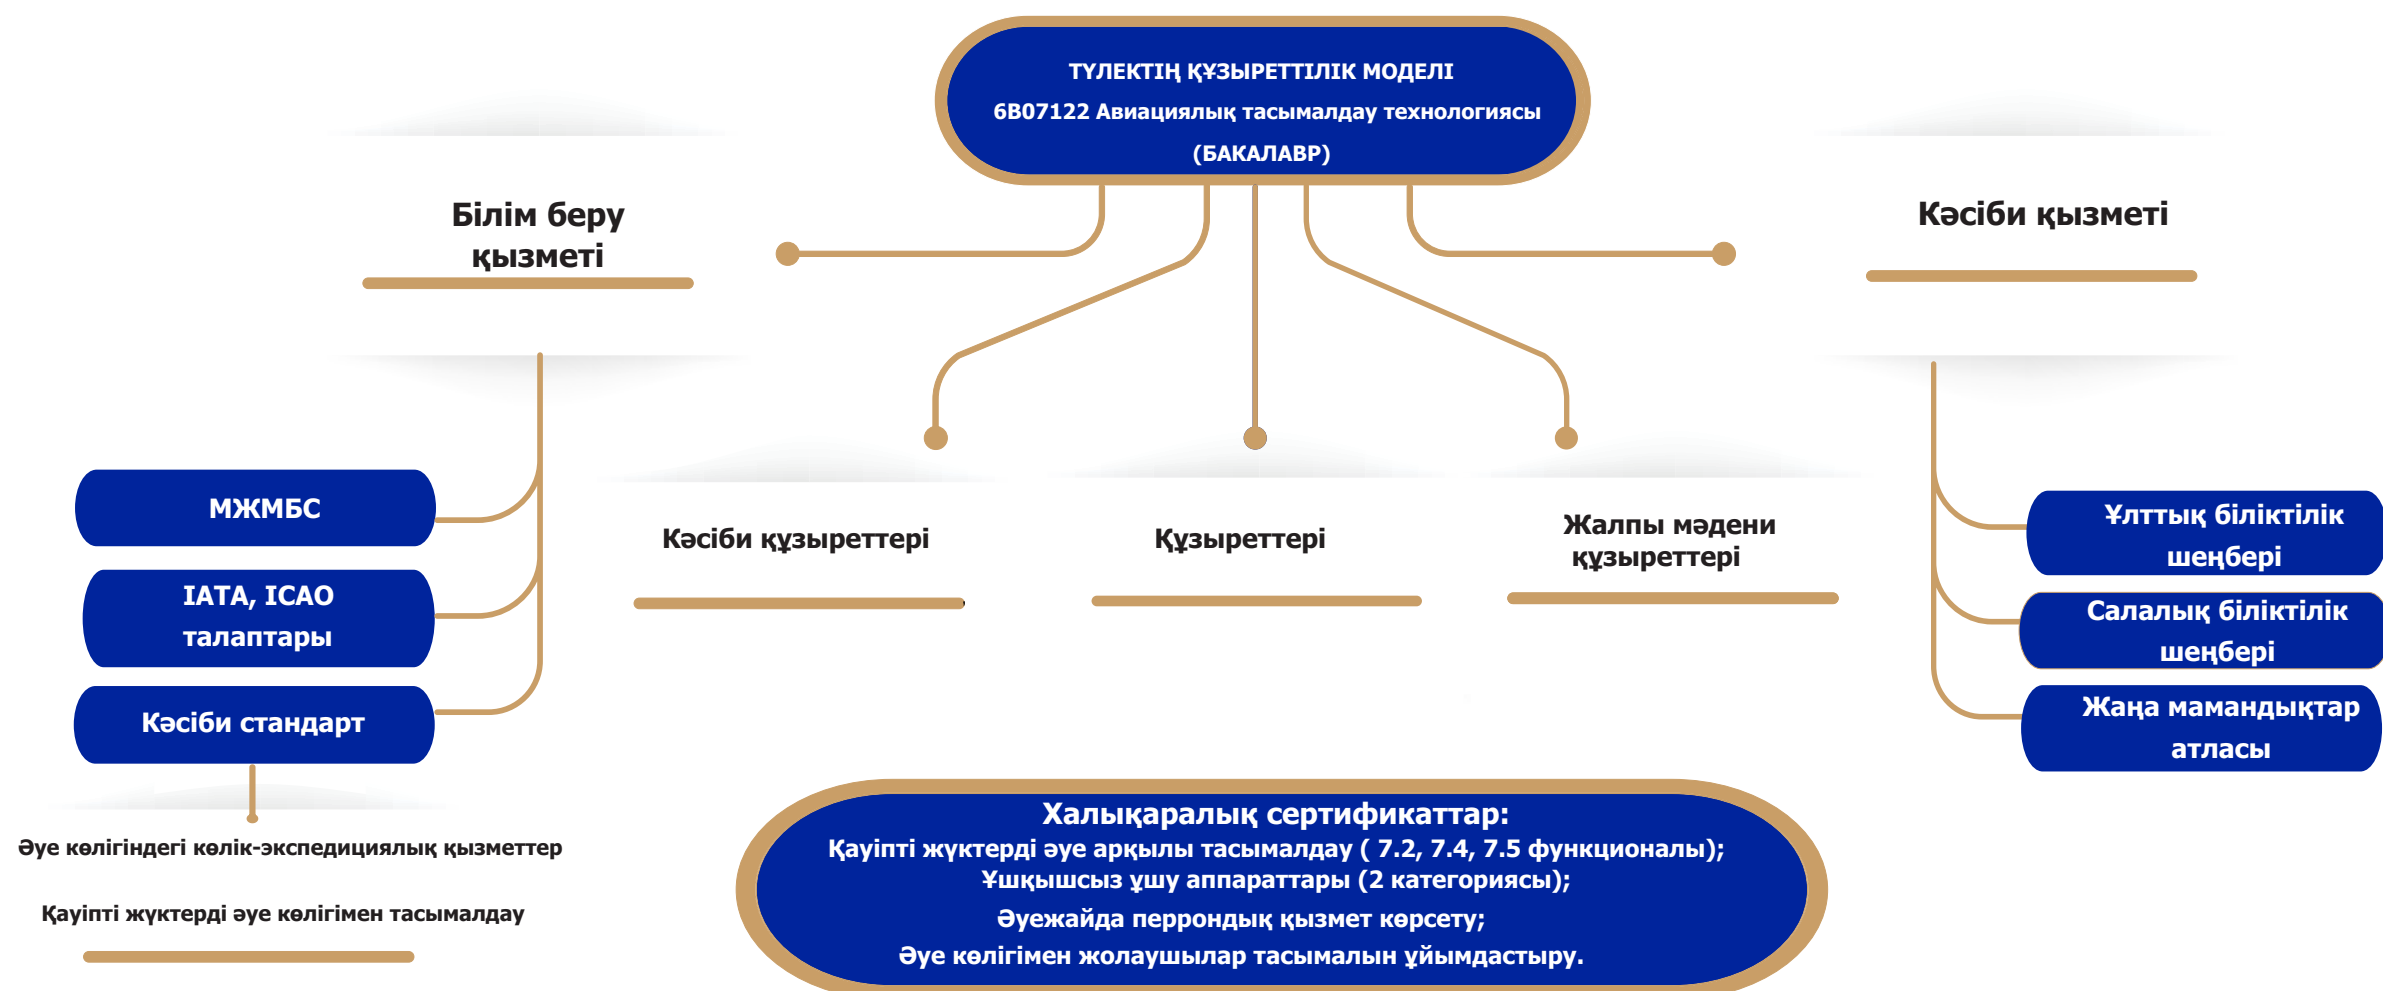 ТҮЛЕКТІҢ ҚҰЗЫРЕТТІЛІК МОДЕЛІ
6В07122 Авиациялық тасымалдау технологиясы
(БАКАЛАВР)
Білім беру
қызметі
Кәсіби қызметі
МЖМБС
IATA, ICAO
талаптары
Кәсіби стандарт
Әуе көлігіндегі көлік-экспедициялық қызметтер
Қауіпті жүктерді әуе көлігімен тасымалдау
Кәсіби құзыреттері
Құзыреттері
Жалпы мәдени
құзыреттері
Ұлттық біліктілік
шеңбері
Салалық біліктілік
шеңбері
Жаңа мамандықтар
атласы
Халықаралық сертификаттар:
Қауіпті жүктерді әуе арқылы тасымалдау ( 7.2, 7.4, 7.5 функционалы);
Ұшқышсыз ұшу аппараттары (2 категориясы);
Әуежайда перрондық қызмет көрсету;
Әуе көлігімен жолаушылар тасымалын ұйымдастыру.